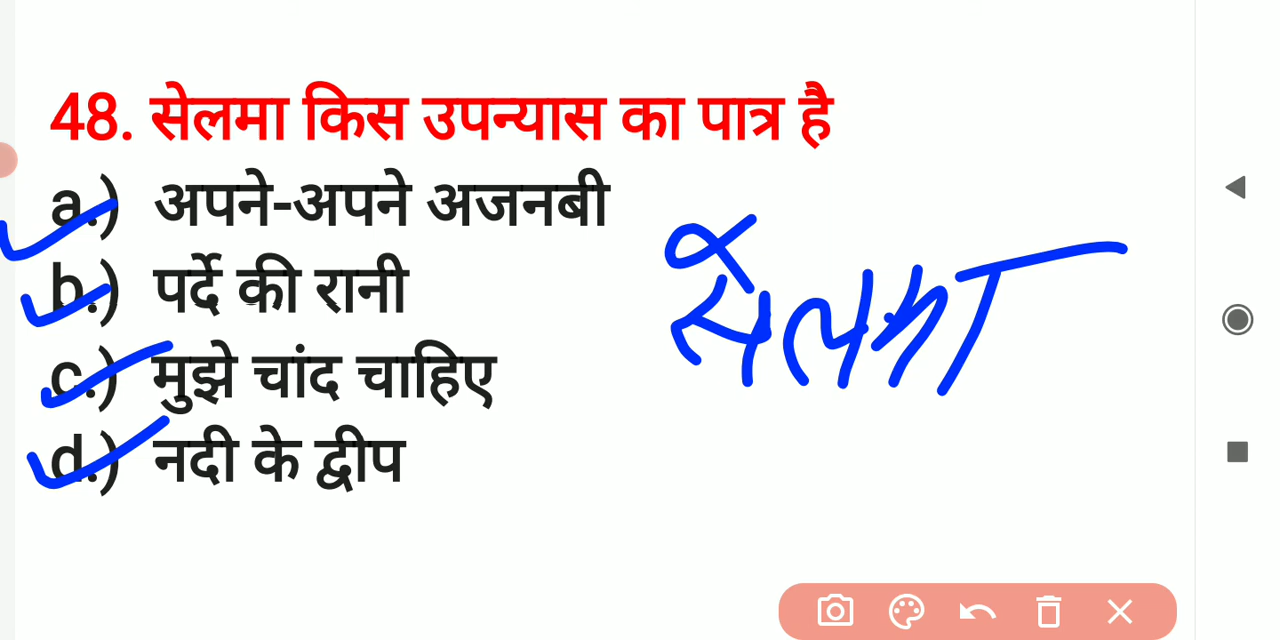 48. सेलमा किस उपन्यास का पात्र है
a.) अपने-अपने अजनबी
b.) पर्दे की रानी
c.) मुझे चांद चाहिए
d.) नदी के द्वीप
सेलमा